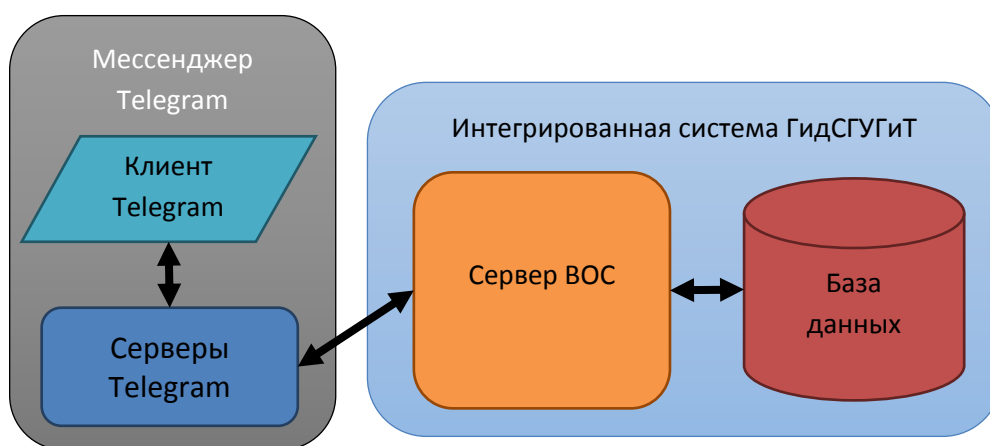 Мессенджер
Telegram
Клиент
Telegram
Серверы
Telegram
Интегрированная система ГидСГУГиТ
Сервер ВОС
База
данных